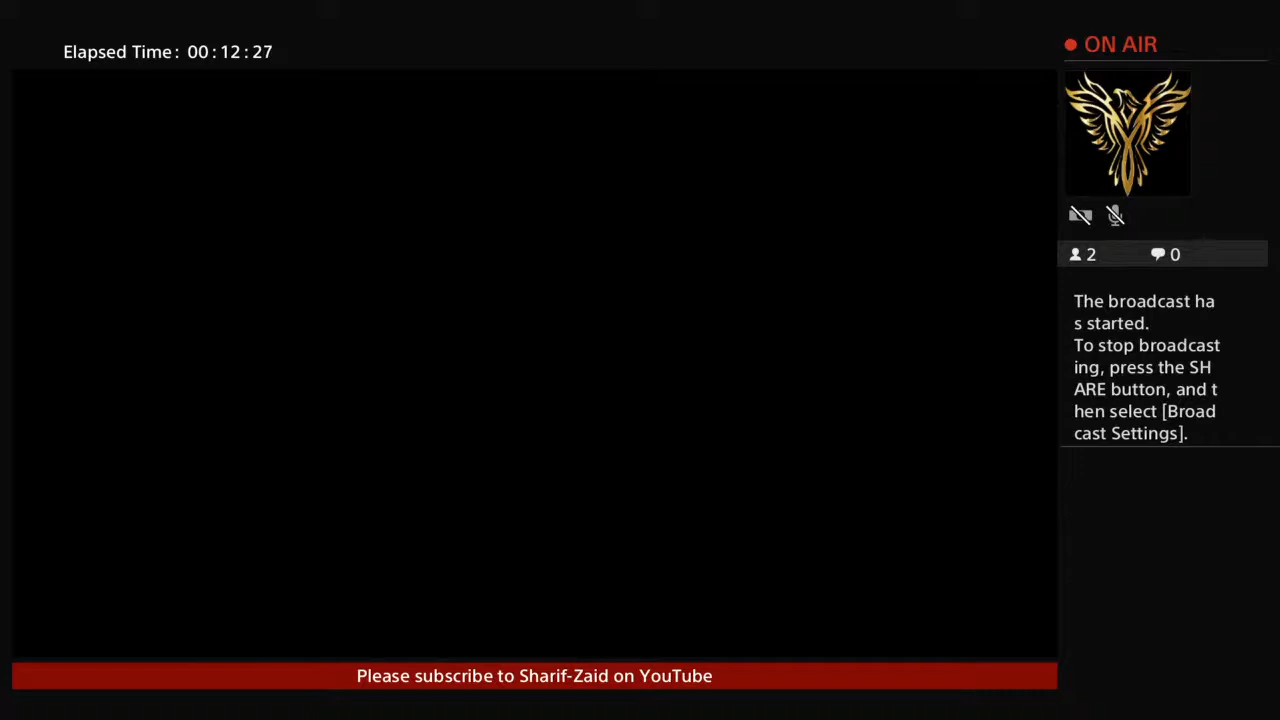 Elapsed Time: 00:12:27
ON AIR
2 0
The broadcast ha
s started.
To stop broadcast
ing, press the SH
ARE button, and t
hen select [Broad
cast Settings].
Please subscribe to Sharif-Zaid on YouTube